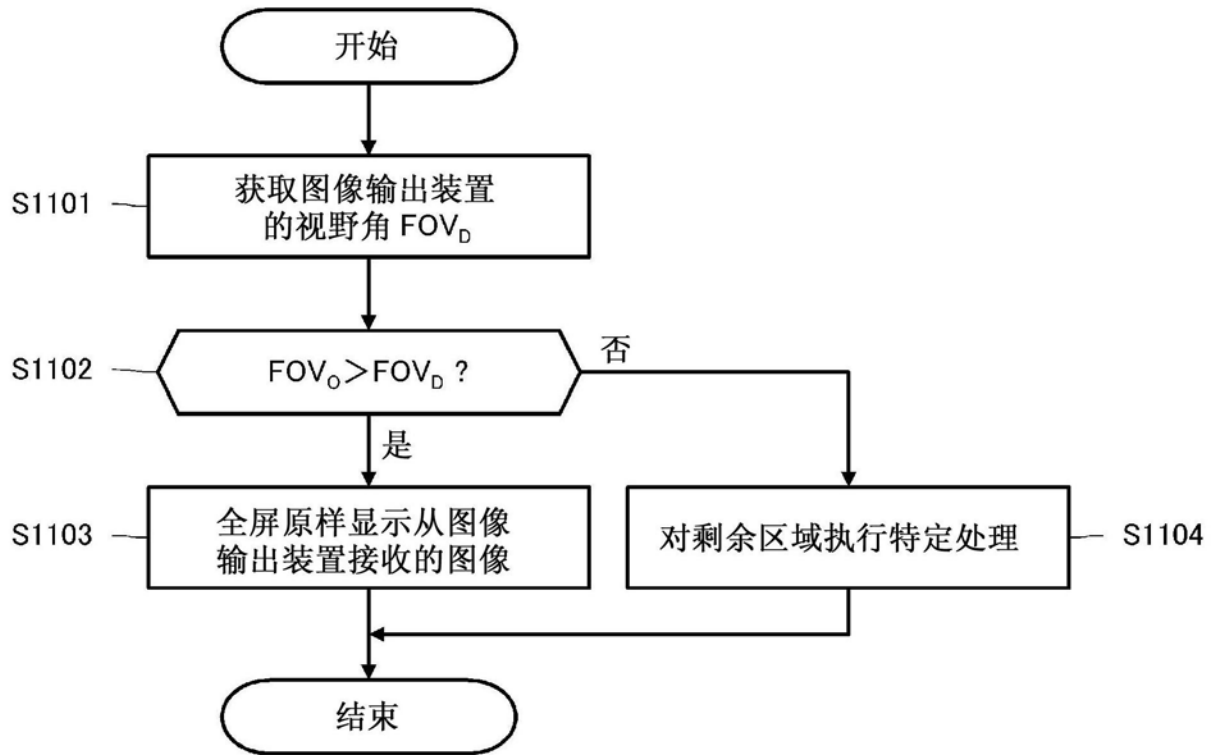 开始
S1101
获取图像输出装置
的视野角 FOV_D
S1102
FOV_O＞FOV_D ?
否
是
S1103
全屏原样显示从图像
输出装置接收的图像
对剩余区域执行特定处理
S1104
结束